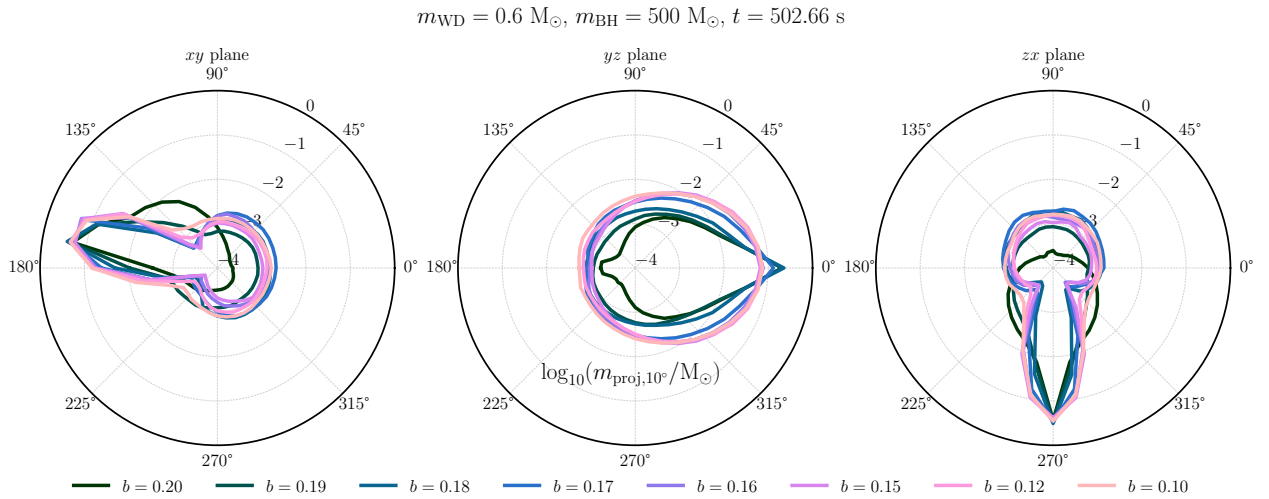 m_WD = 0.6 M_⊙, m_BH = 500 M_⊙, t = 502.66 s
xy plane
90°
135°
45°
180°
0°
225°
315°
270°
0
−1
−2
−3
−4
yz plane
90°
45°
180°
0°
315°
270°
0
−1
−2
−3
−4
log₁₀(m_proj,10°/M_⊙)
zx plane
90°
135°
45°
180°
0°
225°
315°
270°
0
−1
−2
−3
−4
b = 0.20
b = 0.19
b = 0.18
b = 0.17
b = 0.16
b = 0.15
b = 0.12
b = 0.10